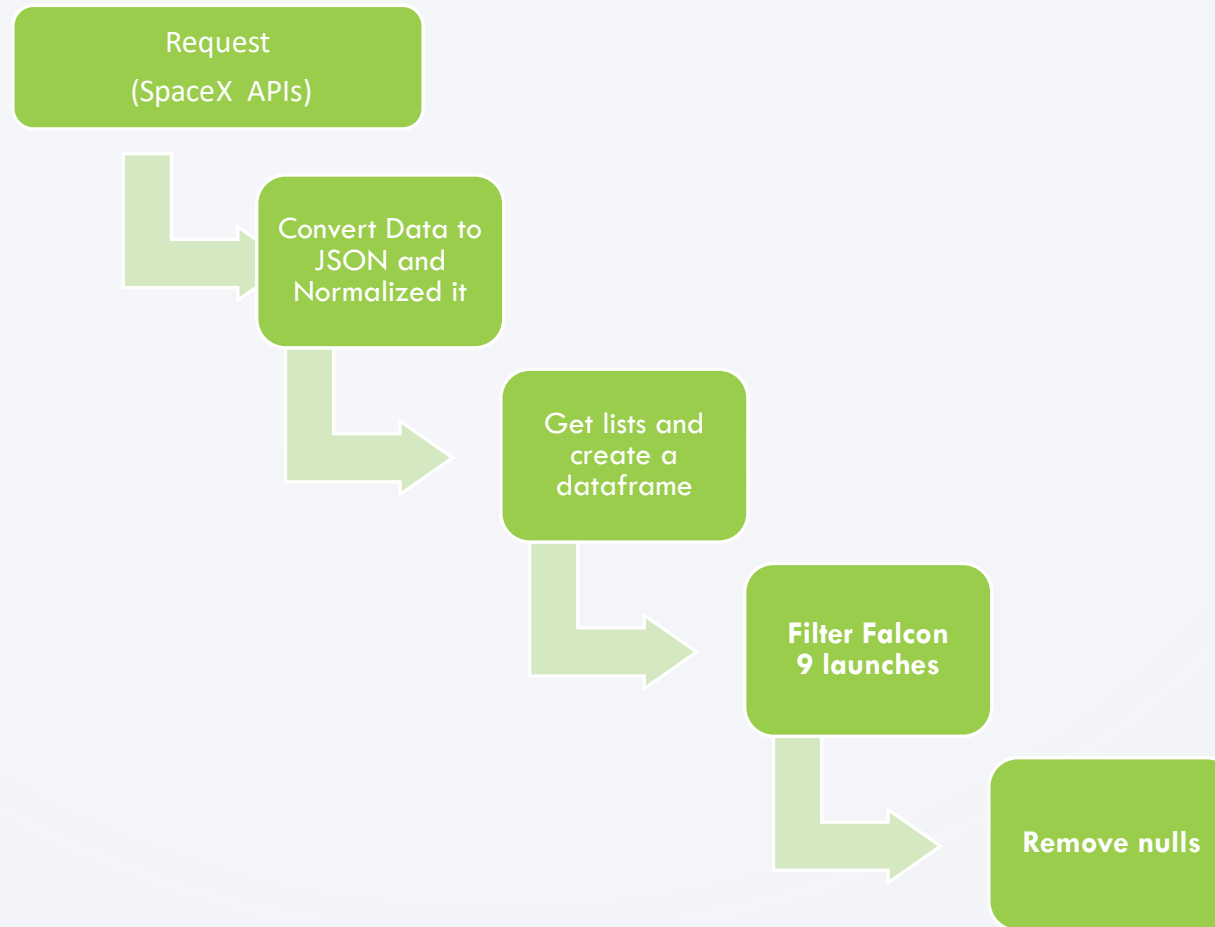 Request
(SpaceX APIs)
Convert Data to
JSON and
Normalized it
Get lists and
create a
dataframe
Filter Falcon
9 launches
Remove nulls